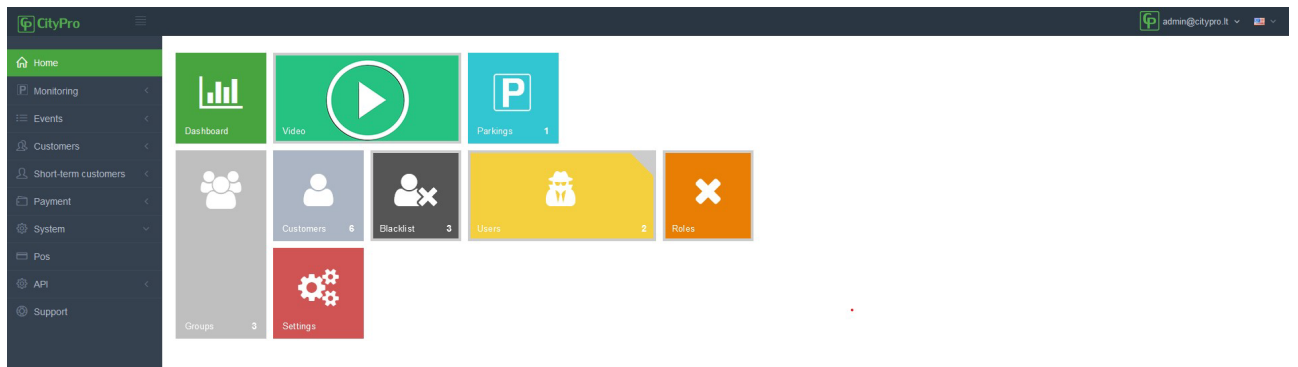 CityPro
admin@citypro.lt
Home
Monitoring
Events
Customers
Short-term customers
Payment
System
Pos
API
Support
Dashboard
Video
P
Parkings 1
Customers 6
Blacklist 3
Users 2
Roles
Groups 3
Settings